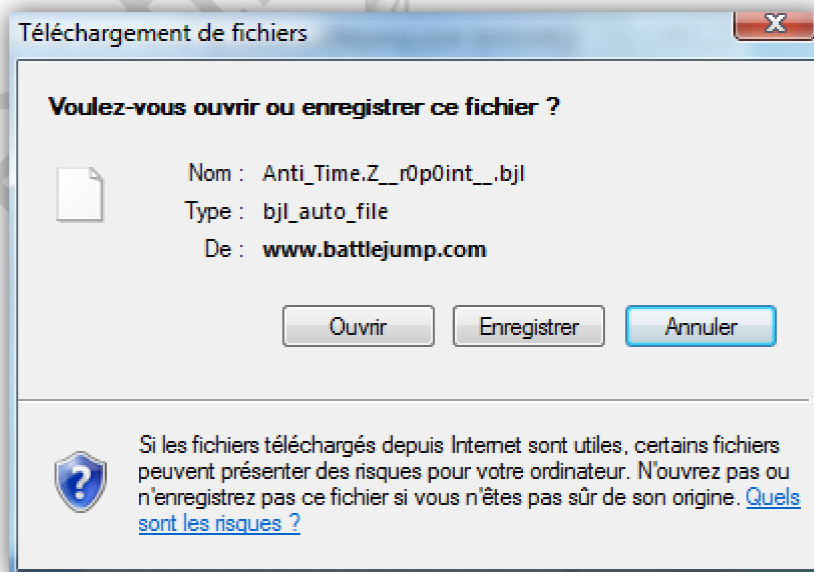 Téléchargement de fichiers
Voulez-vous ouvrir ou enregistrer ce fichier ?
Nom : Anti_Time.Z__r0p0int__.bjl
Type : bjl_auto_file
De : www.battlejump.com
Ouvrir Enregistrer Annuler
Si les fichiers téléchargés depuis Internet sont utiles, certains fichiers
peuvent présenter des risques pour votre ordinateur. N'ouvrez pas ou
n'enregistrez pas ce fichier si vous n'êtes pas sûr de son origine. Quels
sont les risques ?